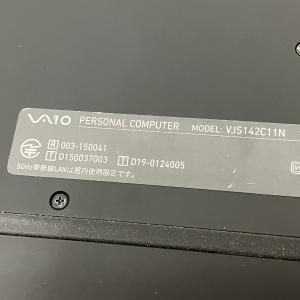 VAIO PERSONAL COMPUTER MODEL: VJS142C11N
R 003-150041
T D150037003 T D19-0124005
5GHz帯無線LANは屋内使用限定です。